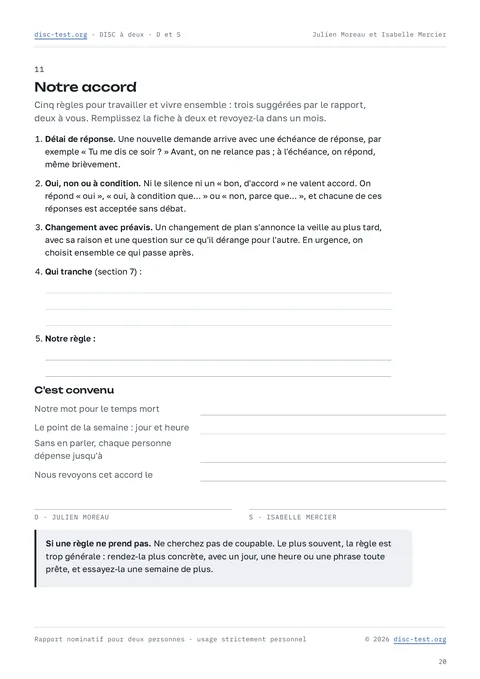 disc-test.org · DISC à deux · D et S
Julien Moreau et Isabelle Mercier
11
Notre accord
Cinq règles pour travailler et vivre ensemble : trois suggérées par le rapport,
deux à vous. Remplissez la fiche à deux et revoyez-la dans un mois.
1. Délai de réponse. Une nouvelle demande arrive avec une échéance de réponse, par
exemple « Tu me dis ce soir ? » Avant, on ne relance pas ; à l'échéance, on répond,
même brièvement.
2. Oui, non ou à condition. Ni le silence ni un « bon, d'accord » ne valent accord. On
répond « oui », « oui, à condition que… » ou « non, parce que… », et chacune de ces
réponses est acceptée sans débat.
3. Changement avec préavis. Un changement de plan s'annonce la veille au plus tard,
avec sa raison et une question sur ce qu'il dérange pour l'autre. En urgence, on
choisit ensemble ce qui passe après.
4. Qui tranche (section 7) :
5. Notre règle :
C'est convenu
Notre mot pour le temps mort
Le point de la semaine : jour et heure
Sans en parler, chaque personne
dépense jusqu'à
Nous revoyons cet accord le
D - JULIEN MOREAU
S - ISABELLE MERCIER
Si une règle ne prend pas. Ne cherchez pas de coupable. Le plus souvent, la règle est
trop générale : rendez-la plus concrète, avec un jour, une heure ou une phrase toute
prête, et essayez-la une semaine de plus.
Rapport nominatif pour deux personnes · usage strictement personnel
© 2026 disc-test.org
20